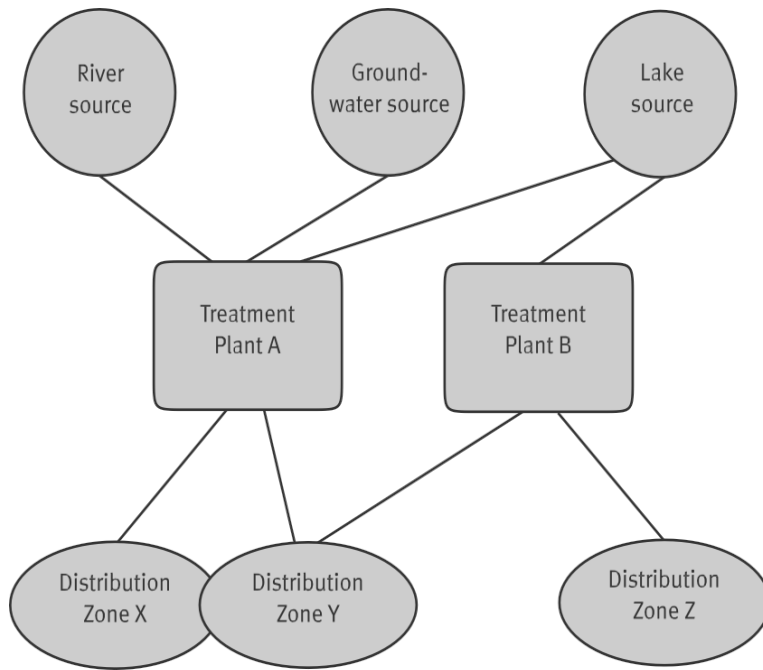 River
source
Ground-
water source
Lake
source
Treatment
Plant A
Treatment
Plant B
Distribution
Zone X
Distribution
Zone Y
Distribution
Zone Z